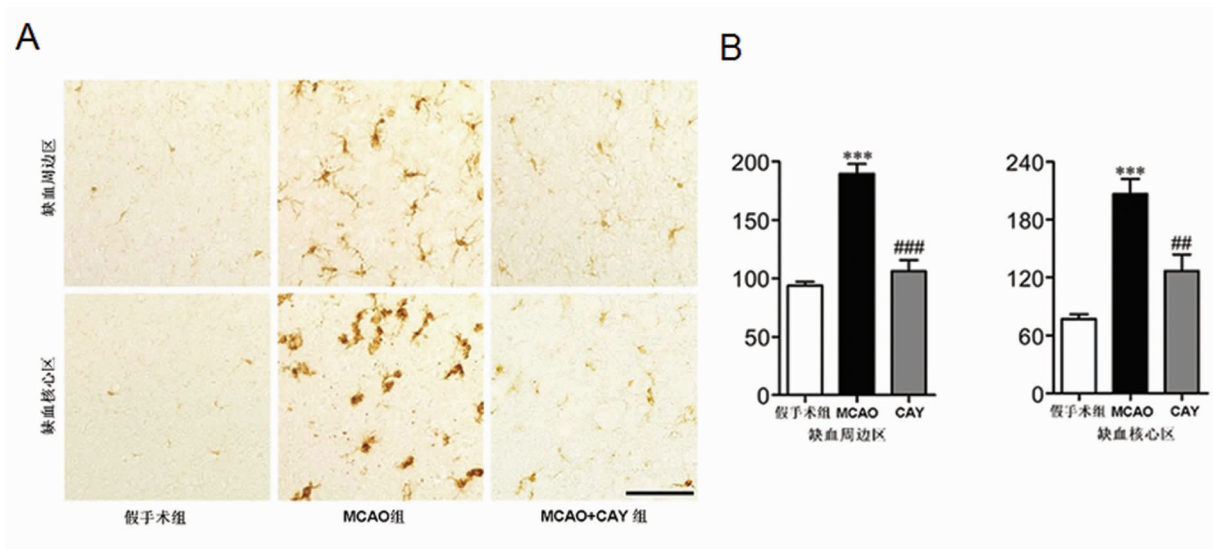 A
缺血周边区
缺血核心区
假手术组
MCAO组
MCAO+CAY 组
B
200
150
100
50
0
***
###
假手术组 MCAO CAY
缺血周边区
240
180
120
60
0
***
##
假手术组 MCAO CAY
缺血核心区